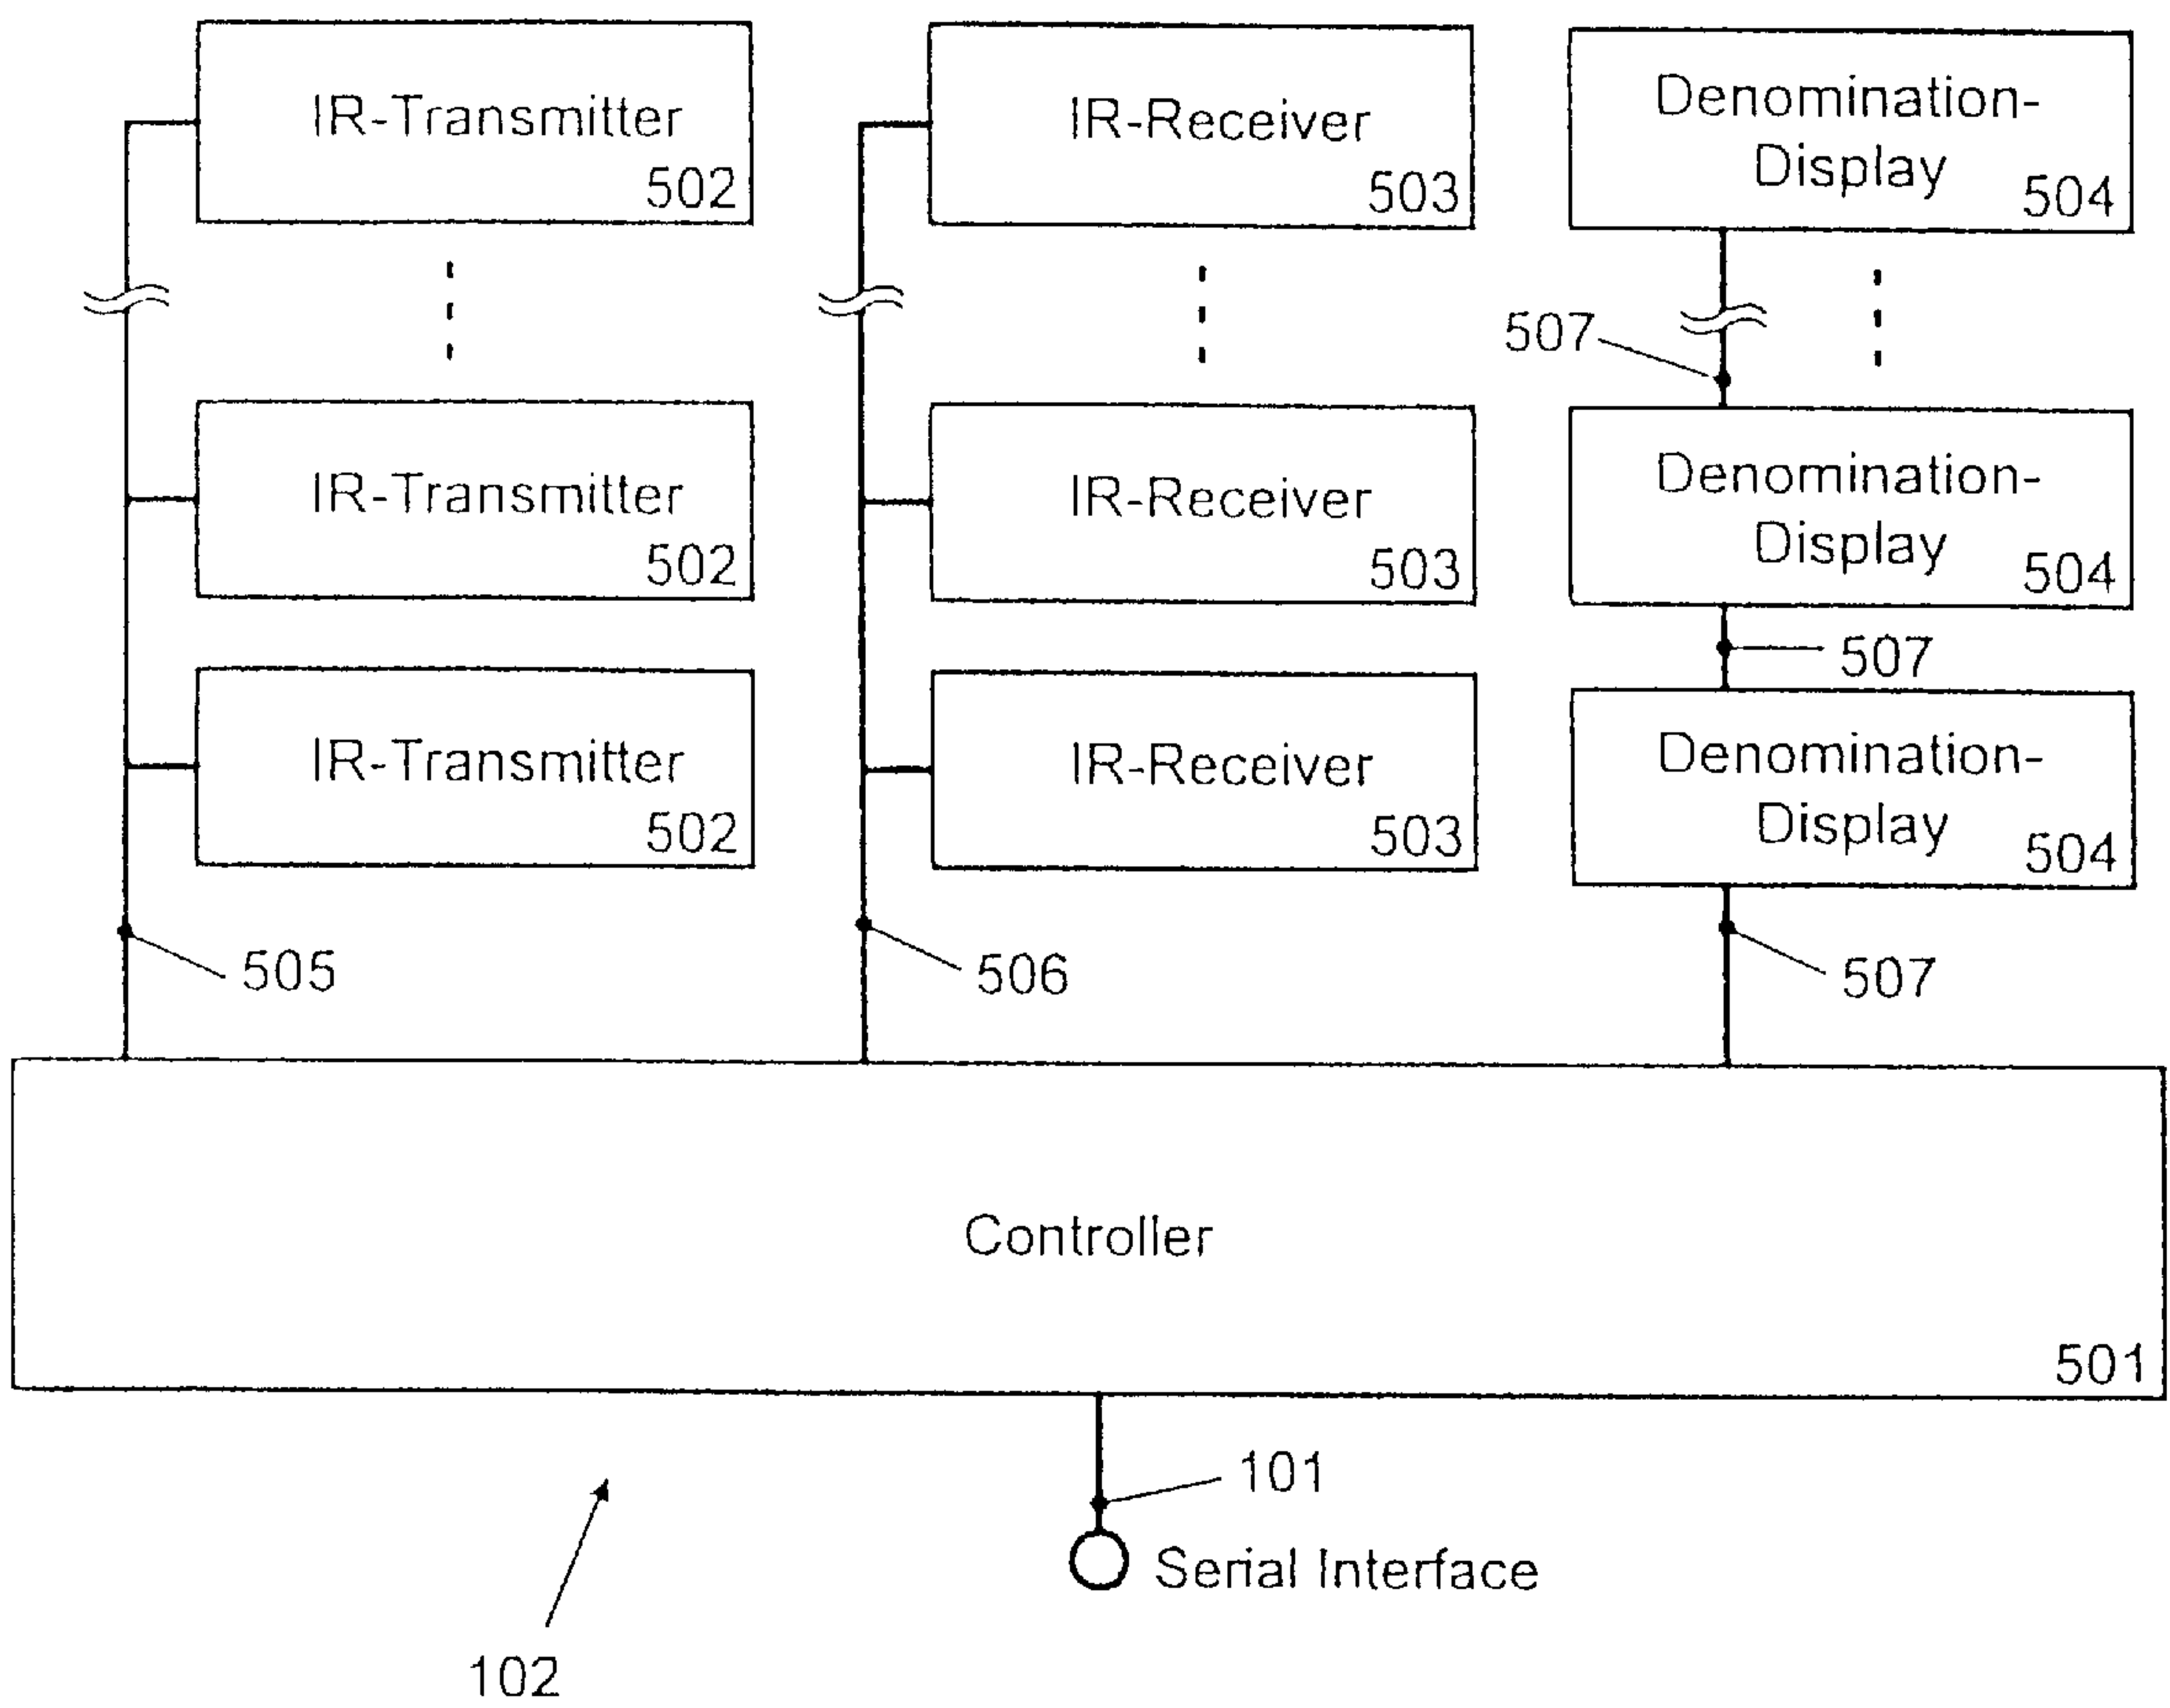 IR-Transmitter
502
IR-Receiver
503
Denomination-
Display
504
507
IR-Transmitter
502
IR-Receiver
503
Denomination-
Display
504
507
IR-Transmitter
502
IR-Receiver
503
Denomination-
Display
504
505
506
507
Controller
501
101
Serial Interface
102